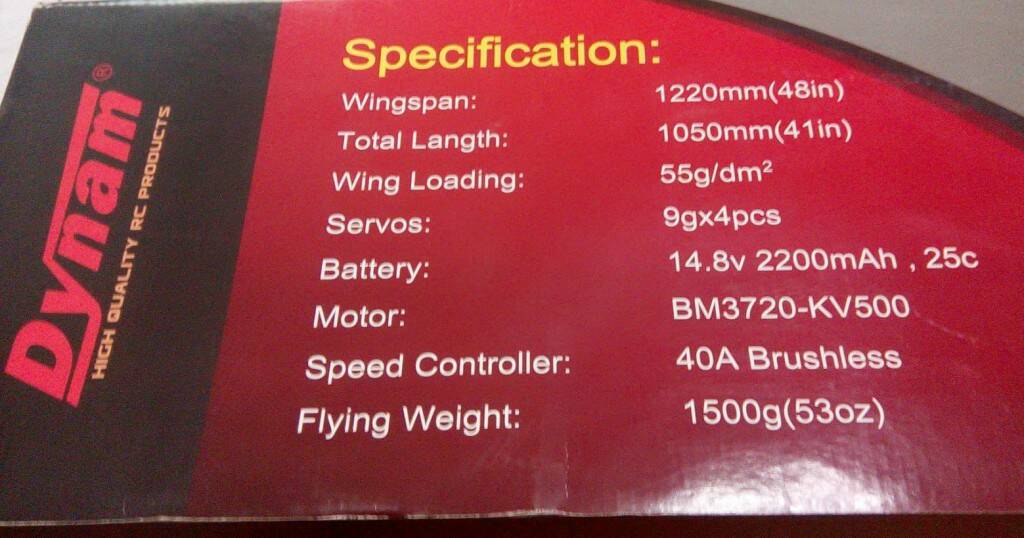 Dynam®
HIGH QUALITY RC PRODUCTS
Specification:
Wingspan: 1220mm(48in)
Total Langth: 1050mm(41in)
Wing Loading: 55g/dm²
Servos: 9gx4pcs
Battery: 14.8v 2200mAh , 25c
Motor: BM3720-KV500
Speed Controller: 40A Brushless
Flying Weight: 1500g(53oz)